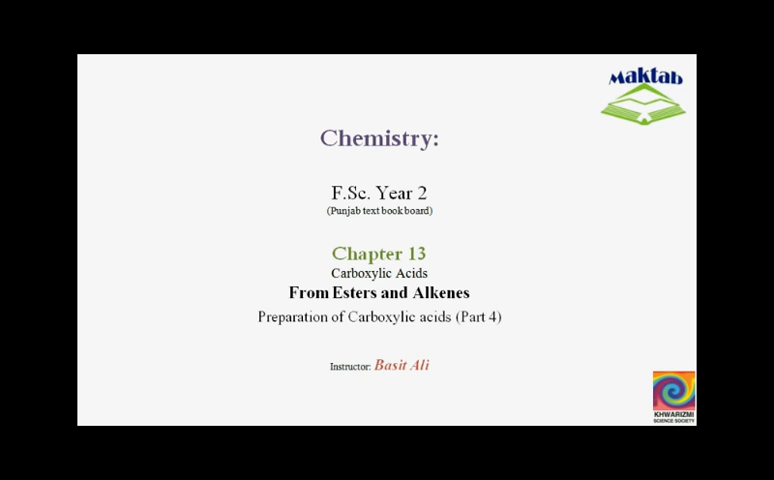 Maktab
Chemistry:
F.Sc. Year 2
(Punjab text book board)
Chapter 13
Carboxylic Acids
From Esters and Alkenes
Preparation of Carboxylic acids (Part 4)
Instructor: Basit Ali
KHWARIZMI
SCIENCE SOCIETY